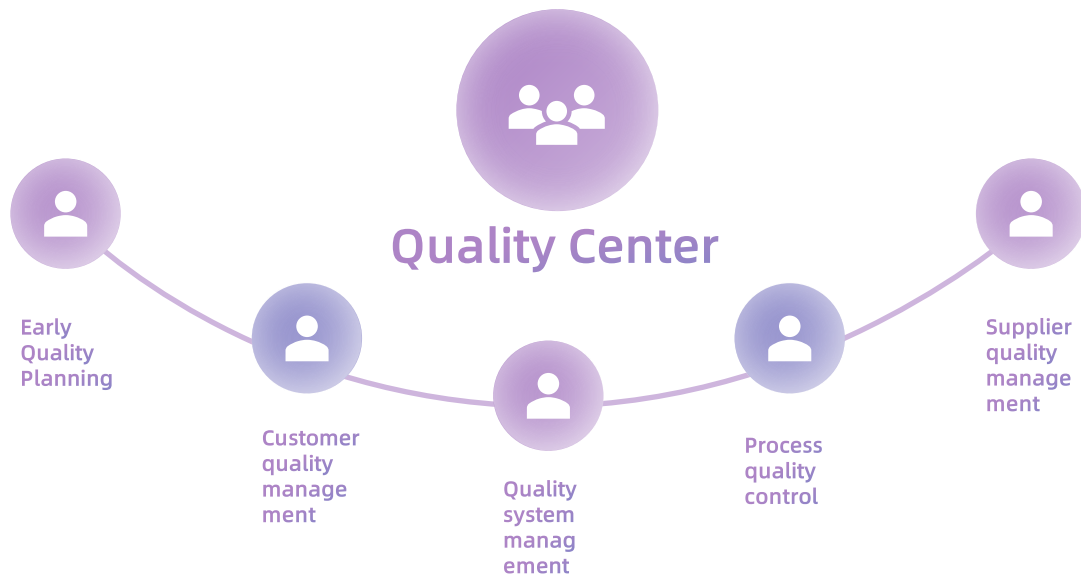 Quality Center
Early
Quality
Planning
Customer
quality
manage
ment
Quality
system
manag
ement
Process
quality
control
Supplier
quality
manage
ment